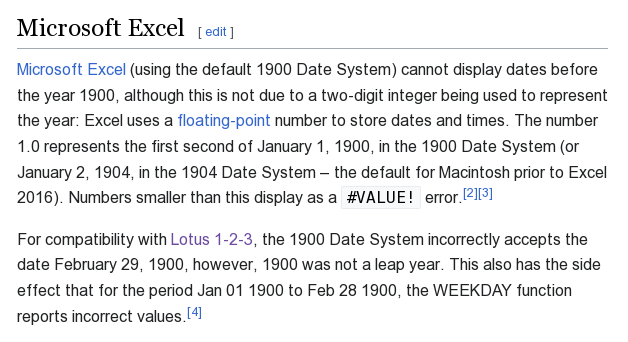 Microsoft Excel [ edit ]
Microsoft Excel (using the default 1900 Date System) cannot display dates before
the year 1900, although this is not due to a two-digit integer being used to represent
the year: Excel uses a floating-point number to store dates and times. The number
1.0 represents the first second of January 1, 1900, in the 1900 Date System (or
January 2, 1904, in the 1904 Date System – the default for Macintosh prior to Excel
2016). Numbers smaller than this display as a #VALUE! error.[2][3]
For compatibility with Lotus 1-2-3, the 1900 Date System incorrectly accepts the
date February 29, 1900, however, 1900 was not a leap year. This also has the side
effect that for the period Jan 01 1900 to Feb 28 1900, the WEEKDAY function
reports incorrect values.[4]